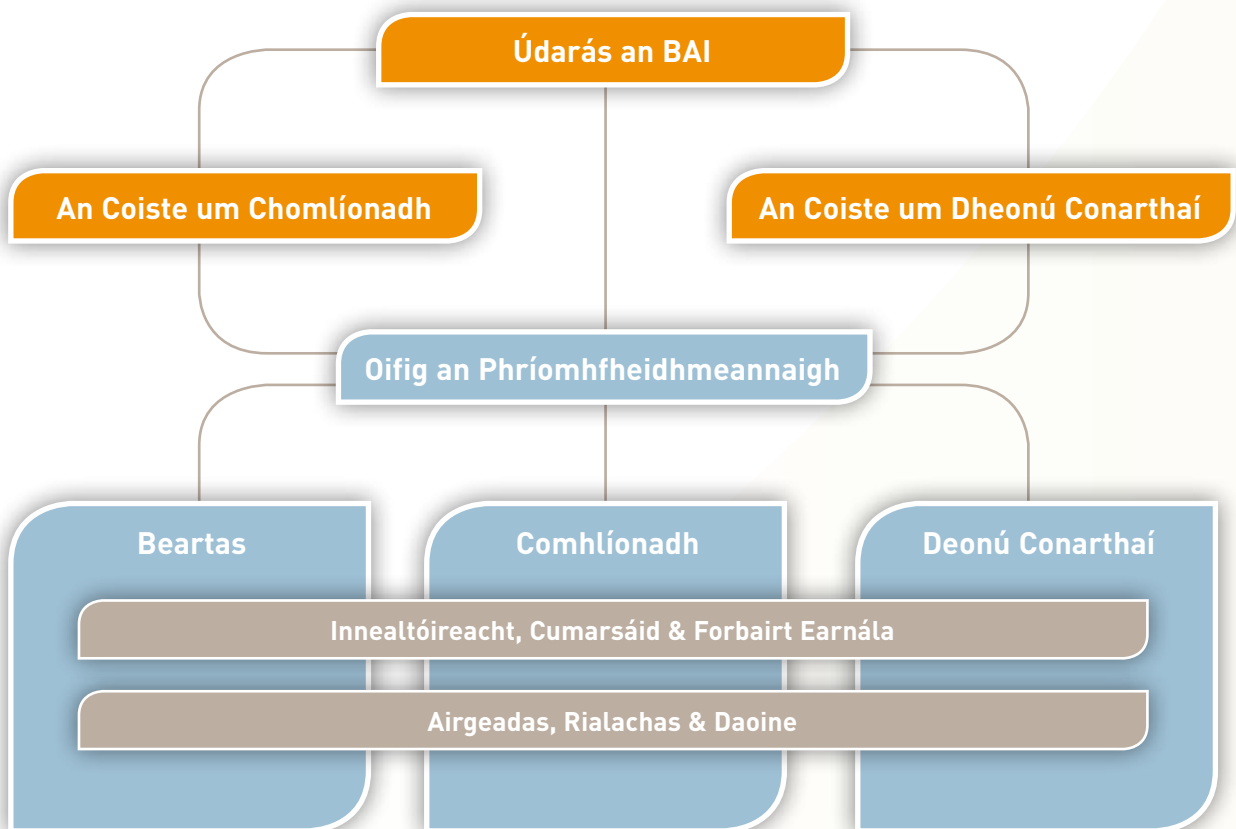 Údarás an BAI
An Coiste um Chomlíonadh
An Coiste um Dheonú Conarthaí
Oifig an Phríomhfheidhmeannaigh
Beartas
Comhlíonadh
Deonú Conarthaí
Innealtóireacht, Cumarsáid & Forbairt Earnála
Airgeadas, Rialachas & Daoine